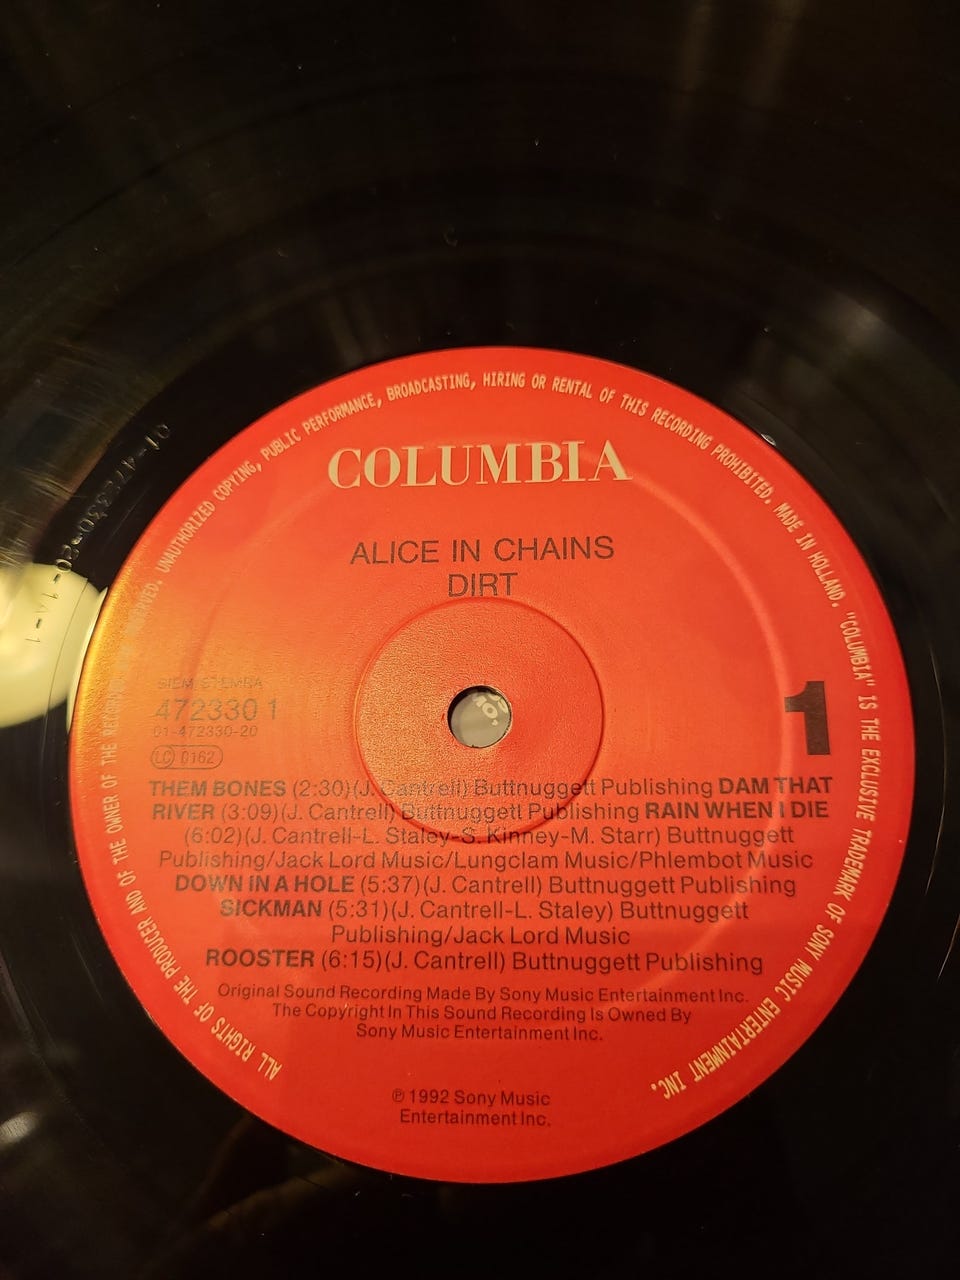 ALL RIGHTS OF THE PRODUCER AND OF THE OWNER OF THE RECORDED RESERVED. UNAUTHORIZED COPYING, PUBLIC PERFORMANCE, BROADCASTING, HIRING OR RENTAL OF THIS RECORDING PROHIBITED. MADE IN HOLLAND. "COLUMBIA" IS THE EXCLUSIVE TRADEMARK OF SONY MUSIC ENTERTAINMENT INC.
COLUMBIA
ALICE IN CHAINS
DIRT
01-472330-20-1A-1
STEMRA
472330 1
01-472330-20
LC 0162
1
THEM BONES (2:30)(J. Cantrell) Buttnuggett Publishing DAM THAT
RIVER (3:09)(J. Cantrell) Buttnuggett Publishing RAIN WHEN I DIE
(6:02)(J. Cantrell-L. Staley-S. Kinney-M. Starr) Buttnuggett
Publishing/Jack Lord Music/Lungclam Music/Phlembot Music
DOWN IN A HOLE (5:37)(J. Cantrell) Buttnuggett Publishing
SICKMAN (5:31)(J. Cantrell-L. Staley) Buttnuggett
Publishing/Jack Lord Music
ROOSTER (6:15)(J. Cantrell) Buttnuggett Publishing
Original Sound Recording Made By Sony Music Entertainment Inc.
The Copyright In This Sound Recording Is Owned By
Sony Music Entertainment Inc.
℗ 1992 Sony Music
Entertainment Inc.